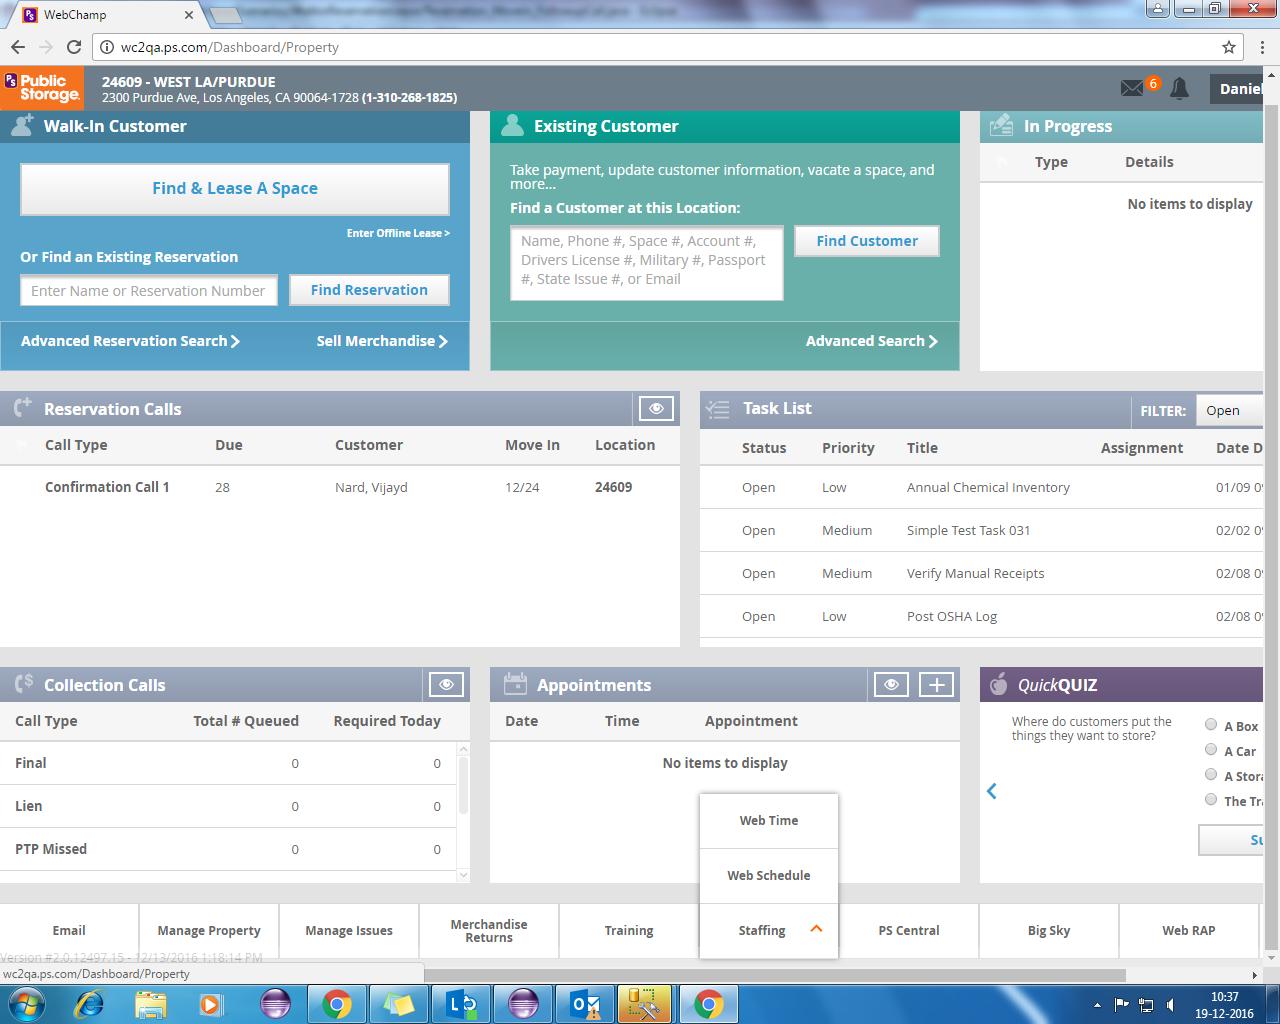 WebChamp
wc2qa.ps.com/Dashboard/Property
PS
Public
Storage
24609 - WEST LA/PURDUE
2300 Purdue Ave, Los Angeles, CA 90064-1728 (1-310-268-1825)
6
Daniel
Walk-In Customer
Find & Lease A Space
Enter Offline Lease >
Or Find an Existing Reservation
Enter Name or Reservation Number
Find Reservation
Advanced Reservation Search
Sell Merchandise
Existing Customer
Take payment, update customer information, vacate a space, and
more...
Find a Customer at this Location:
Name, Phone #, Space #, Account #,
Drivers License #, Military #, Passport
#, State Issue #, or Email
Find Customer
Advanced Search
In Progress
Type Details
No items to display
Reservation Calls
Call Type Due Customer Move In Location
Confirmation Call 1 28 Nard, Vijayd 12/24 24609
Task List
FILTER: Open
Status Priority Title Assignment Date D
Open Low Annual Chemical Inventory 01/09 09
Open Medium Simple Test Task 031 02/02 09
Open Medium Verify Manual Receipts 02/08 09
Open Low Post OSHA Log 02/08 09
Collection Calls
Call Type Total # Queued Required Today
Final 0 0
Lien 0 0
PTP Missed 0 0
Appointments
Date Time Appointment
No items to display
QuickQUIZ
Where do customers put the
things they want to store?
A Box
A Car
A Stora
The Tra
Su
Web Time
Web Schedule
Staffing
Email
Manage Property
Manage Issues
Merchandise
Returns
Training
PS Central
Big Sky
Web RAP
Version #2.0.12497.15 - 12/13/2016 1:18:14 PM
wc2qa.ps.com/Dashboard/Property
10:37
19-12-2016